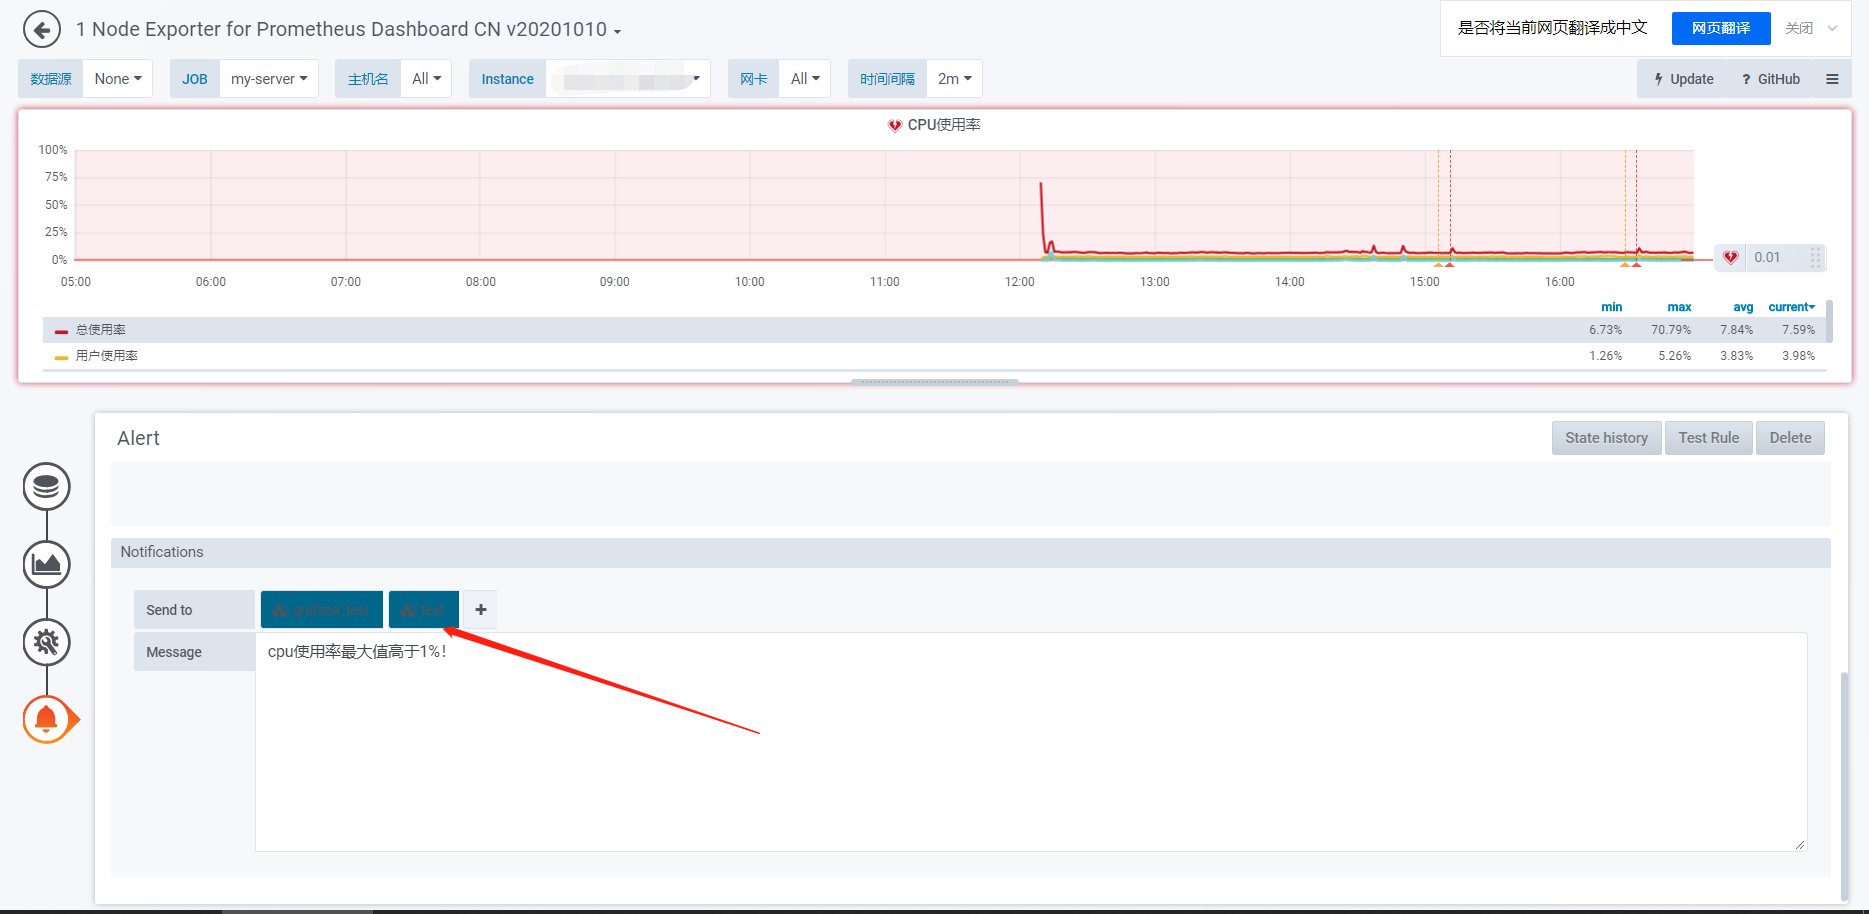 1 Node Exporter for Prometheus Dashboard CN v20201010
是否将当前网页翻译成中文 网页翻译 关闭
数据源 None JOB my-server 主机名 All Instance 网卡 All 时间间隔 2m Update ? GitHub
CPU使用率
100%
75%
50%
25%
0%
0.01
05:00 06:00 07:00 08:00 09:00 10:00 11:00 12:00 13:00 14:00 15:00 16:00
min max avg current
总使用率 6.73% 70.79% 7.84% 7.59%
用户使用率 1.26% 5.26% 3.83% 3.98%
Alert State history Test Rule Delete
Notifications
Send to grafana_test test +
Message cpu使用率最大值高于1%!